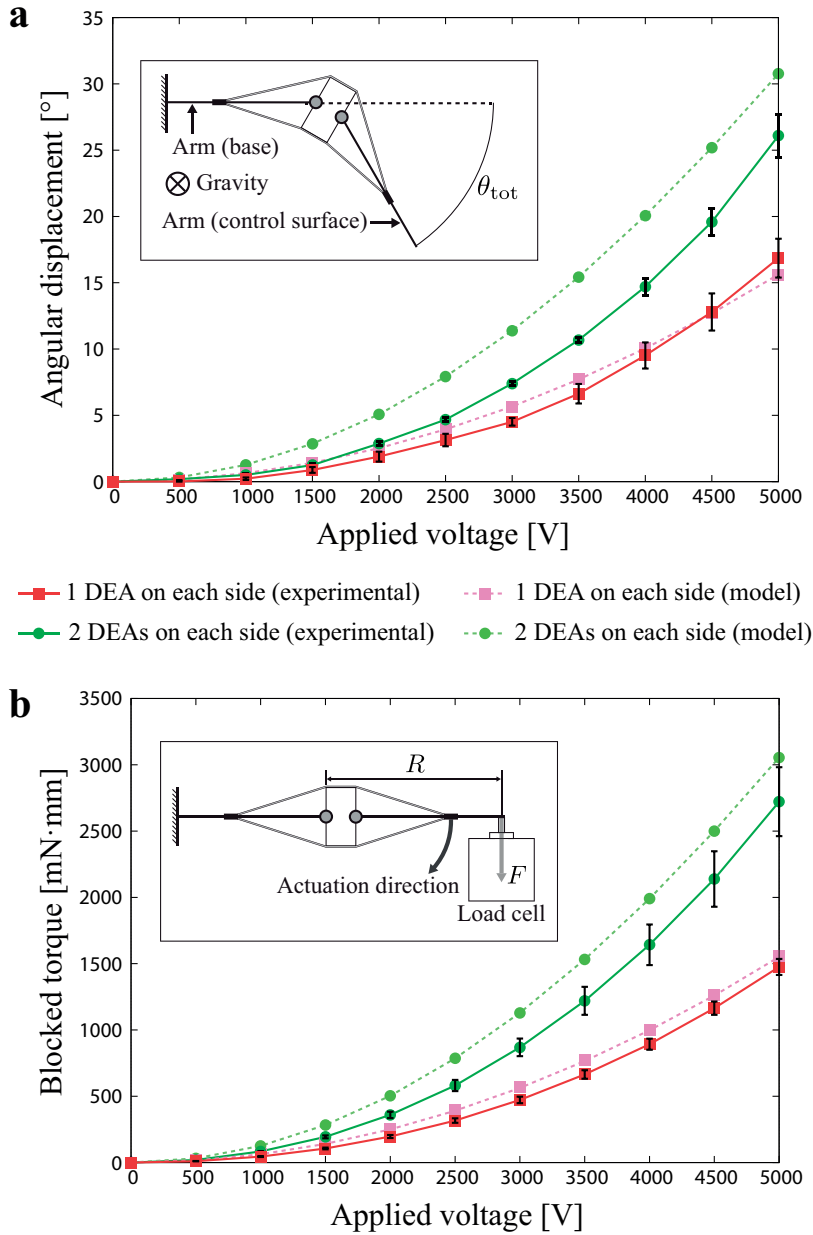 a
Angular displacement [°]
35
30
25
20
15
10
5
0
Arm (base)
Gravity
Arm (control surface)
θtot
0 500 1000 1500 2000 2500 3000 3500 4000 4500 5000
Applied voltage [V]
1 DEA on each side (experimental)
1 DEA on each side (model)
2 DEAs on each side (experimental)
2 DEAs on each side (model)
b
Blocked torque [mN·mm]
3500
3000
2500
2000
1500
1000
500
0
R
Actuation direction
F
Load cell
0 500 1000 1500 2000 2500 3000 3500 4000 4500 5000
Applied voltage [V]